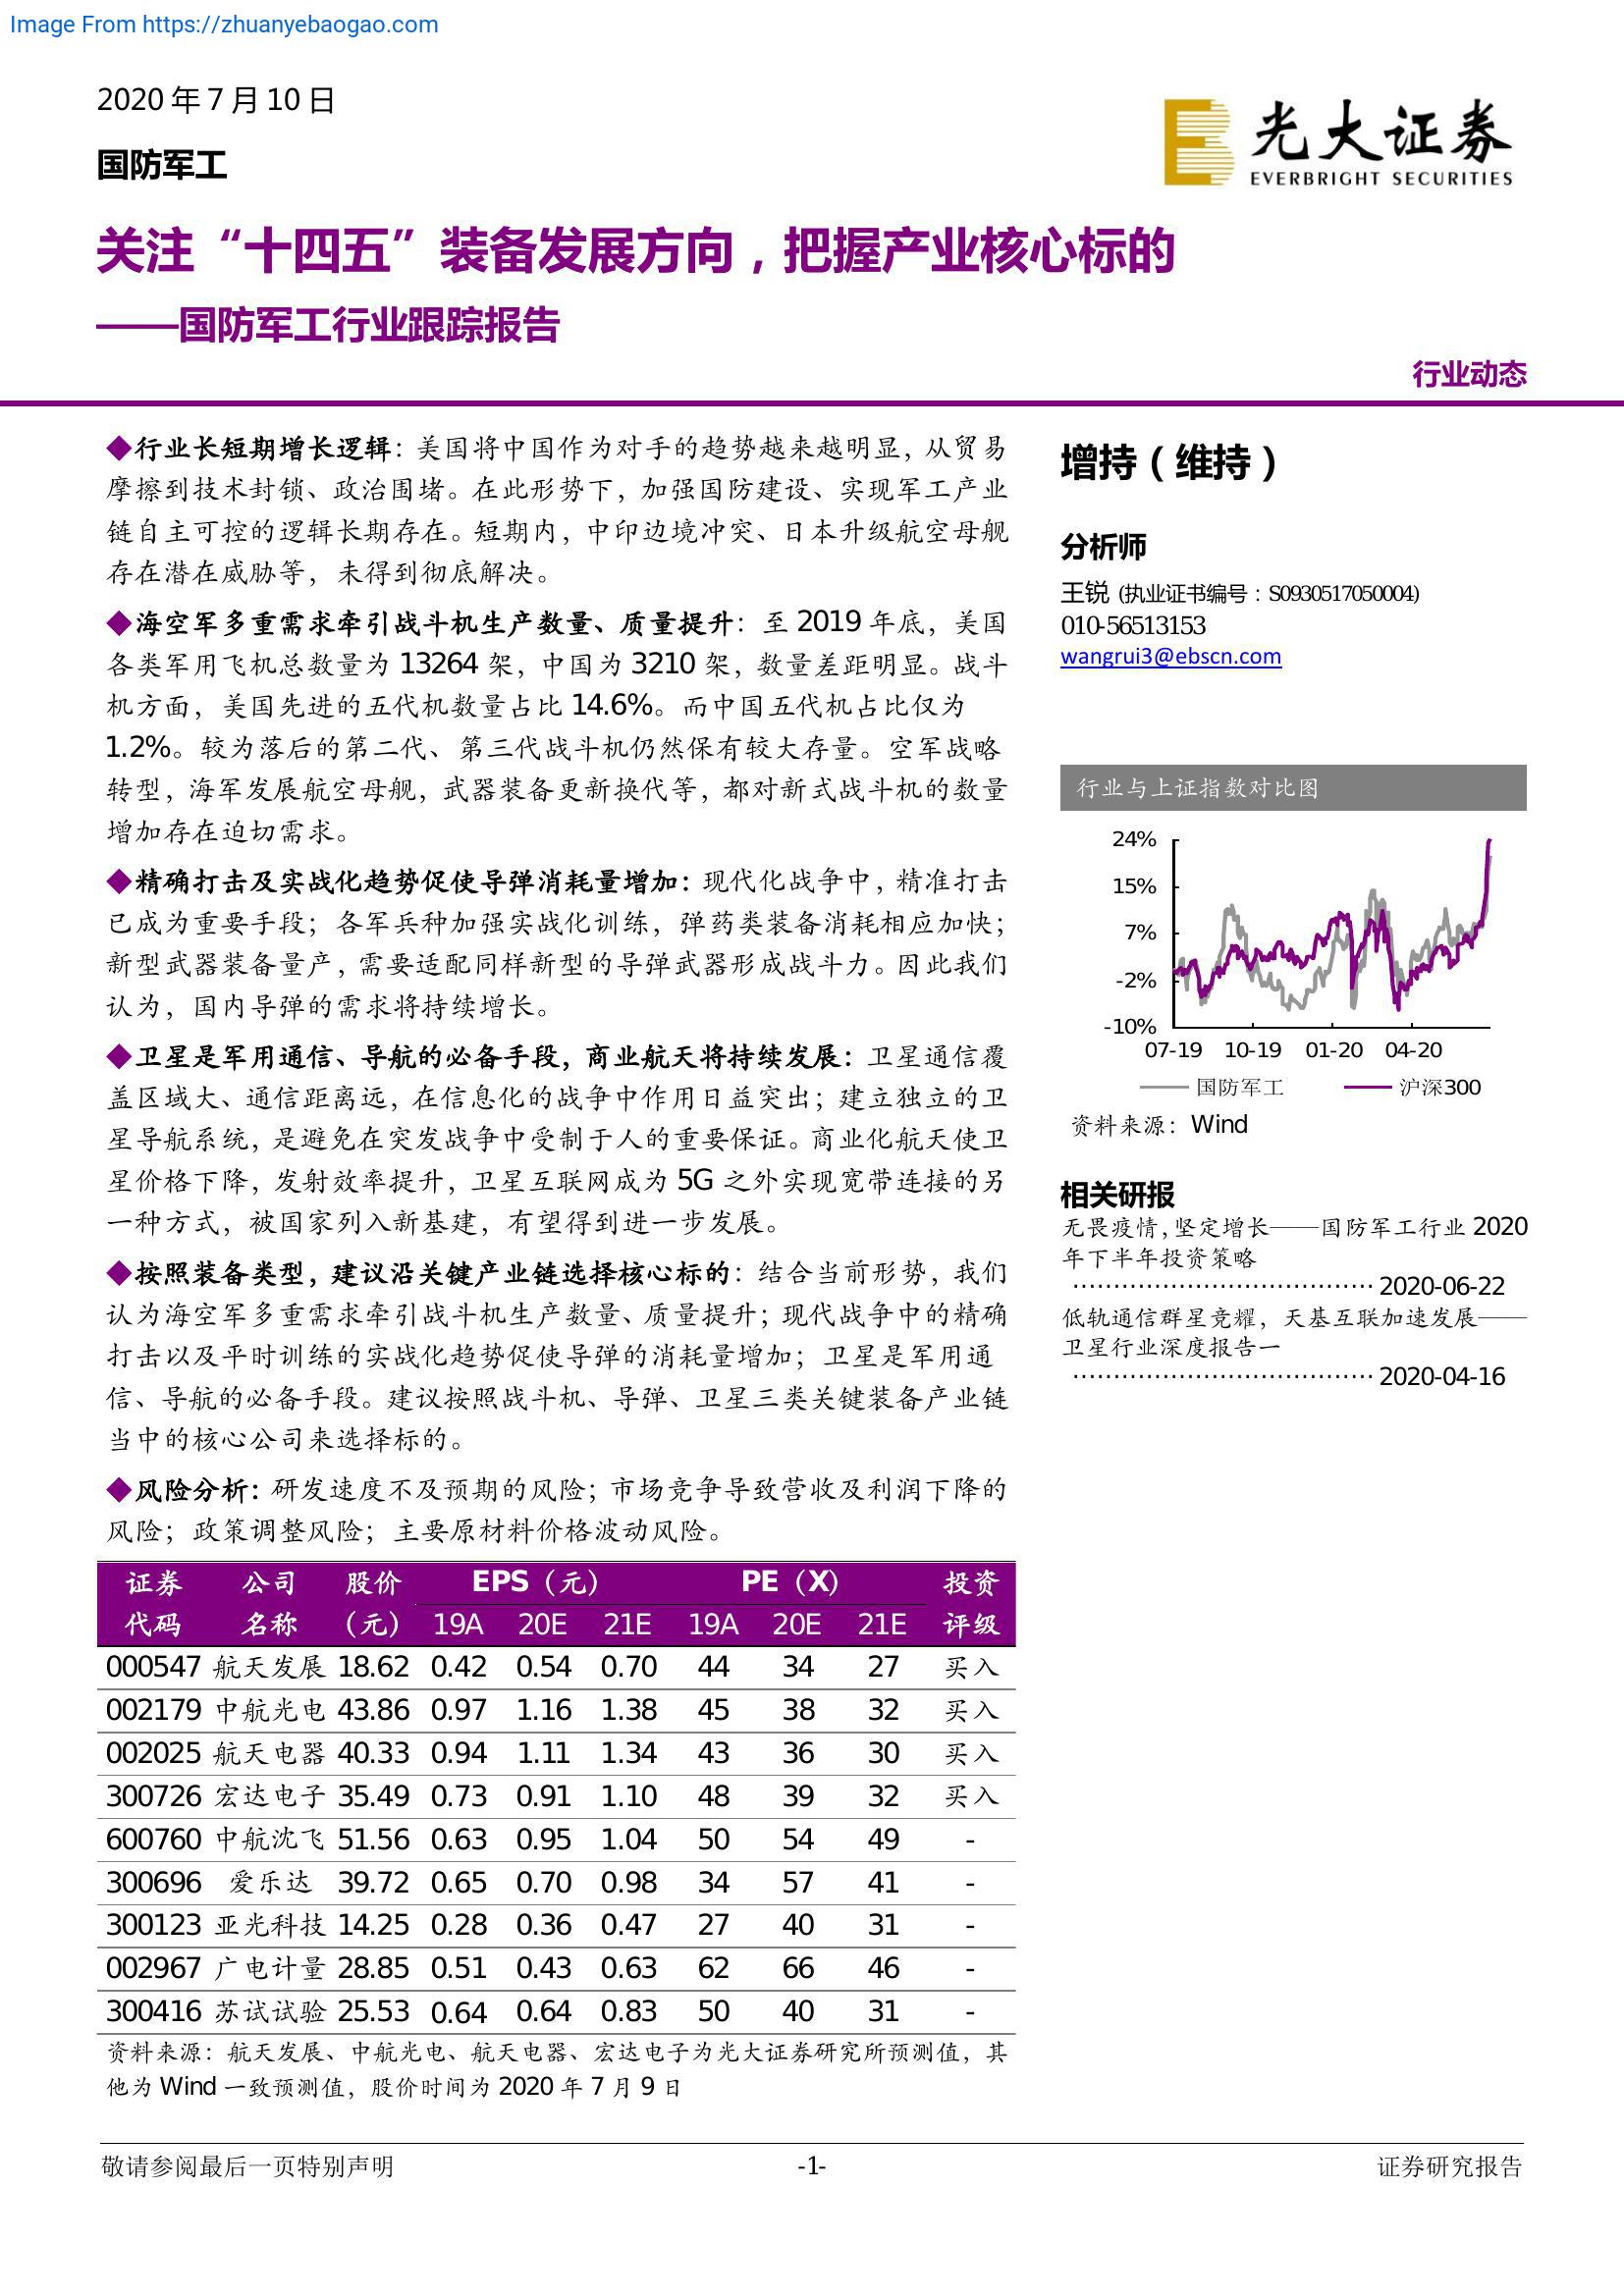 Image From https://zhuanyebaogao.com
2020 年 7 月 10 日
国防军工
光大证券
EVERBRIGHT SECURITIES
关注“十四五”装备发展方向，把握产业核心标的
——国防军工行业跟踪报告
行业动态
◆行业长短期增长逻辑：美国将中国作为对手的趋势越来越明显，从贸易
摩擦到技术封锁、政治围堵。在此形势下，加强国防建设、实现军工产业
链自主可控的逻辑长期存在。短期内，中印边境冲突、日本升级航空母舰
存在潜在威胁等，未得到彻底解决。
◆海空军多重需求牵引战斗机生产数量、质量提升：至 2019 年底，美国
各类军用飞机总数量为 13264 架，中国为 3210 架，数量差距明显。战斗
机方面，美国先进的五代机数量占比 14.6%。而中国五代机占比仅为
1.2%。较为落后的第二代、第三代战斗机仍然保有较大存量。空军战略
转型，海军发展航空母舰，武器装备更新换代等，都对新式战斗机的数量
增加存在迫切需求。
◆精确打击及实战化趋势促使导弹消耗量增加：现代化战争中，精准打击
已成为重要手段；各军兵种加强实战化训练，弹药类装备消耗相应加快；
新型武器装备量产，需要适配同样新型的导弹武器形成战斗力。因此我们
认为，国内导弹的需求将持续增长。
◆卫星是军用通信、导航的必备手段，商业航天将持续发展：卫星通信覆
盖区域大、通信距离远，在信息化的战争中作用日益突出；建立独立的卫
星导航系统，是避免在突发战争中受制于人的重要保证。商业化航天使卫
星价格下降，发射效率提升，卫星互联网成为 5G 之外实现宽带连接的另
一种方式，被国家列入新基建，有望得到进一步发展。
◆按照装备类型，建议沿关键产业链选择核心标的：结合当前形势，我们
认为海空军多重需求牵引战斗机生产数量、质量提升；现代战争中的精确
打击以及平时训练的实战化趋势促使导弹的消耗量增加；卫星是军用通
信、导航的必备手段。建议按照战斗机、导弹、卫星三类关键装备产业链
当中的核心公司来选择标的。
◆风险分析：研发速度不及预期的风险；市场竞争导致营收及利润下降的
风险；政策调整风险；主要原材料价格波动风险。
证券 公司 股价 EPS（元） PE（X） 投资
代码 名称 （元） 19A 20E 21E 19A 20E 21E 评级
000547 航天发展 18.62 0.42 0.54 0.70 44 34 27 买入
002179 中航光电 43.86 0.97 1.16 1.38 45 38 32 买入
002025 航天电器 40.33 0.94 1.11 1.34 43 36 30 买入
300726 宏达电子 35.49 0.73 0.91 1.10 48 39 32 买入
600760 中航沈飞 51.56 0.63 0.95 1.04 50 54 49 -
300696 爱乐达 39.72 0.65 0.70 0.98 34 57 41 -
300123 亚光科技 14.25 0.28 0.36 0.47 27 40 31 -
002967 广电计量 28.85 0.51 0.43 0.63 62 66 46 -
300416 苏试试验 25.53 0.64 0.64 0.83 50 40 31 -
资料来源：航天发展、中航光电、航天电器、宏达电子为光大证券研究所预测值，其
他为 Wind 一致预测值，股价时间为 2020 年 7 月 9 日
增持（维持）
分析师
王锐 (执业证书编号：S0930517050004)
010-56513153
wangrui3@ebscn.com
行业与上证指数对比图
24%
15%
7%
-2%
-10%
07-19 10-19 01-20 04-20
国防军工 沪深300
资料来源：Wind
相关研报
无畏疫情，坚定增长——国防军工行业 2020
年下半年投资策略
····································· 2020-06-22
低轨通信群星竞耀，天基互联加速发展——
卫星行业深度报告一
····································· 2020-04-16
敬请参阅最后一页特别声明 -1- 证券研究报告